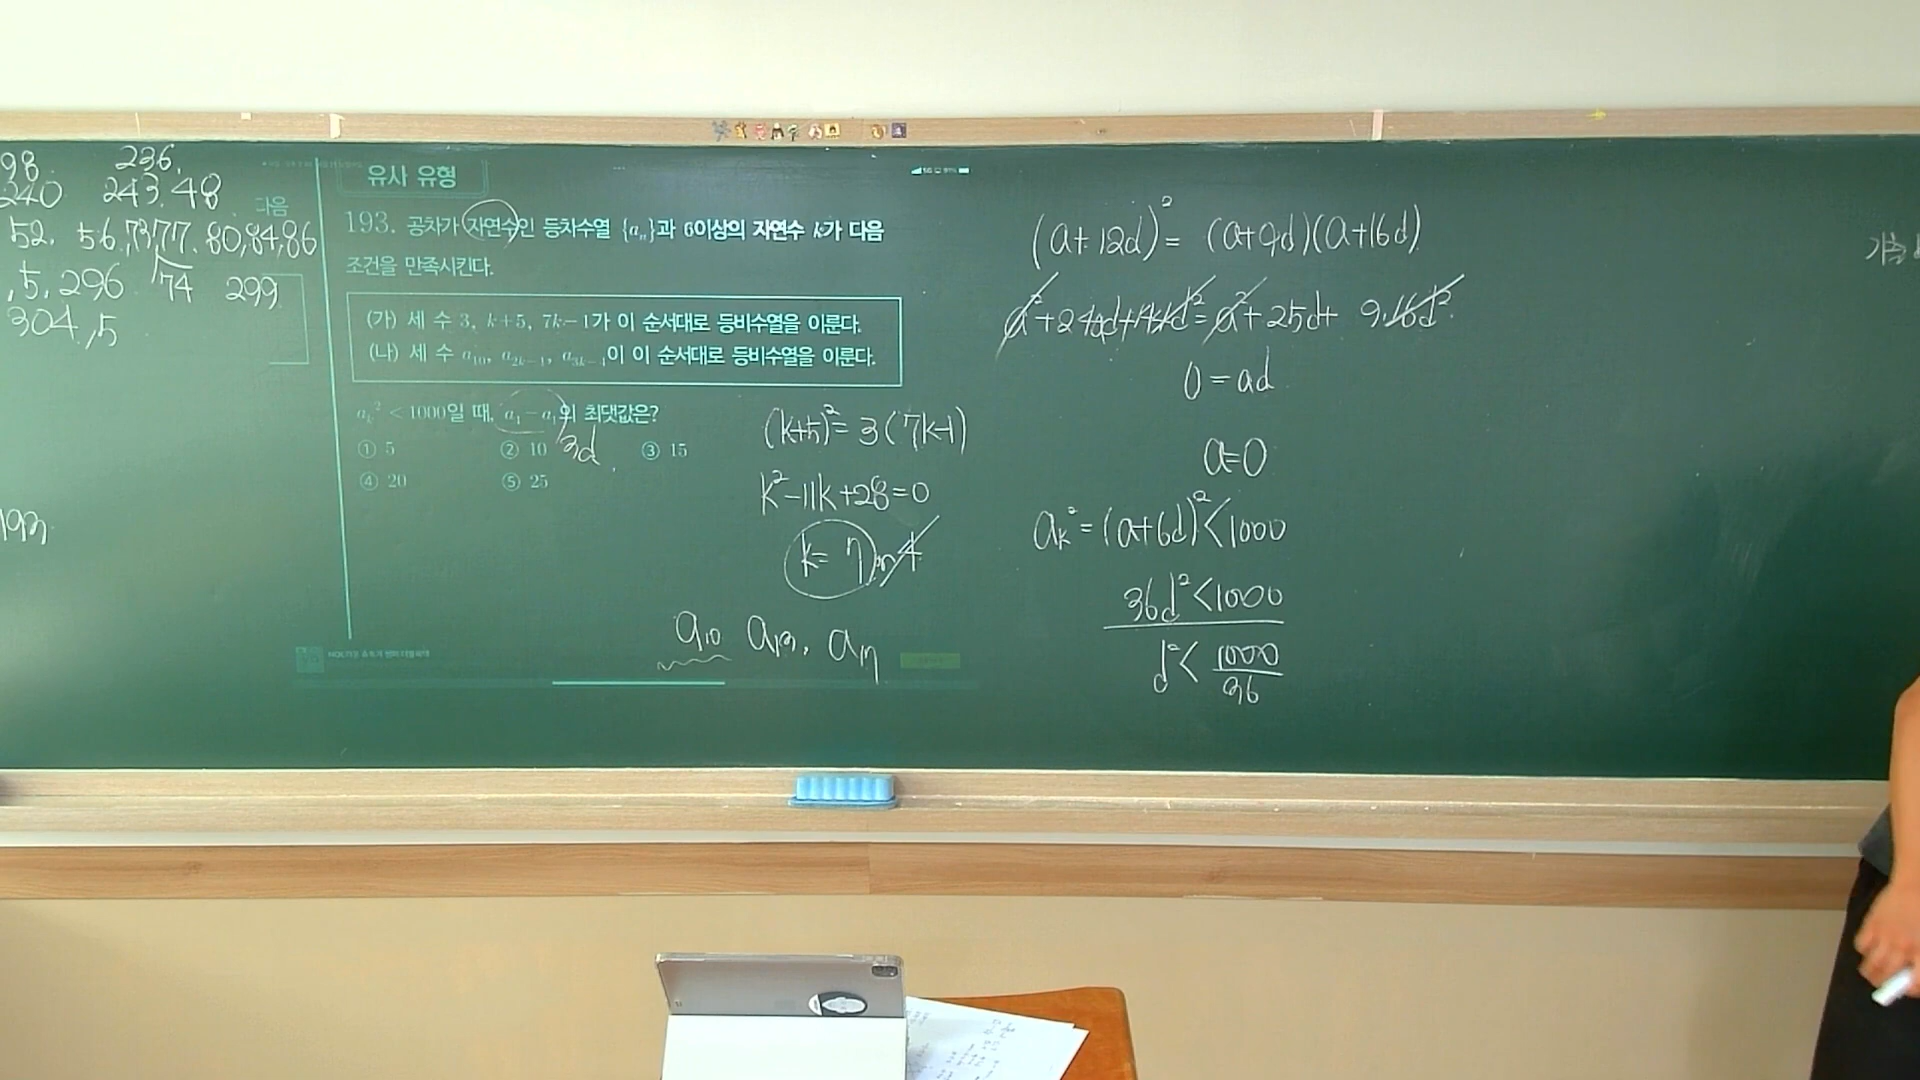 98. 236.
240 243.48
52. 56.73,77. 80,84,86
74
,5.296 299
304,5
193
다음
유사 유형
193. 공차가 자연수인 등차수열 {aₙ}과 6이상의 자연수 k가 다음
조건을 만족시킨다.
(가) 세 수 3, k+5, 7k−1가 이 순서대로 등비수열을 이룬다.
(나) 세 수 a₁₀, a₂ₖ₋₁, a₃ₖ₋₄이 이 순서대로 등비수열을 이룬다.
aₖ² < 1000일 때, a₄ − a₁의 최댓값은?
3d
① 5 ② 10 ③ 15
④ 20 ⑤ 25
(k+5)² = 3(7k-1)
k²-11k+28=0
k= 7 or 4
a₁₀ a₁₃, a₁₇
(a+12d)² = (a+9d)(a+16d)
a²+24ad+144d² = a²+25d+ 9·16d²
0 = ad
a=0
aₖ² = (a+6d)² < 1000
36d² < 1000
d² < 1000/36